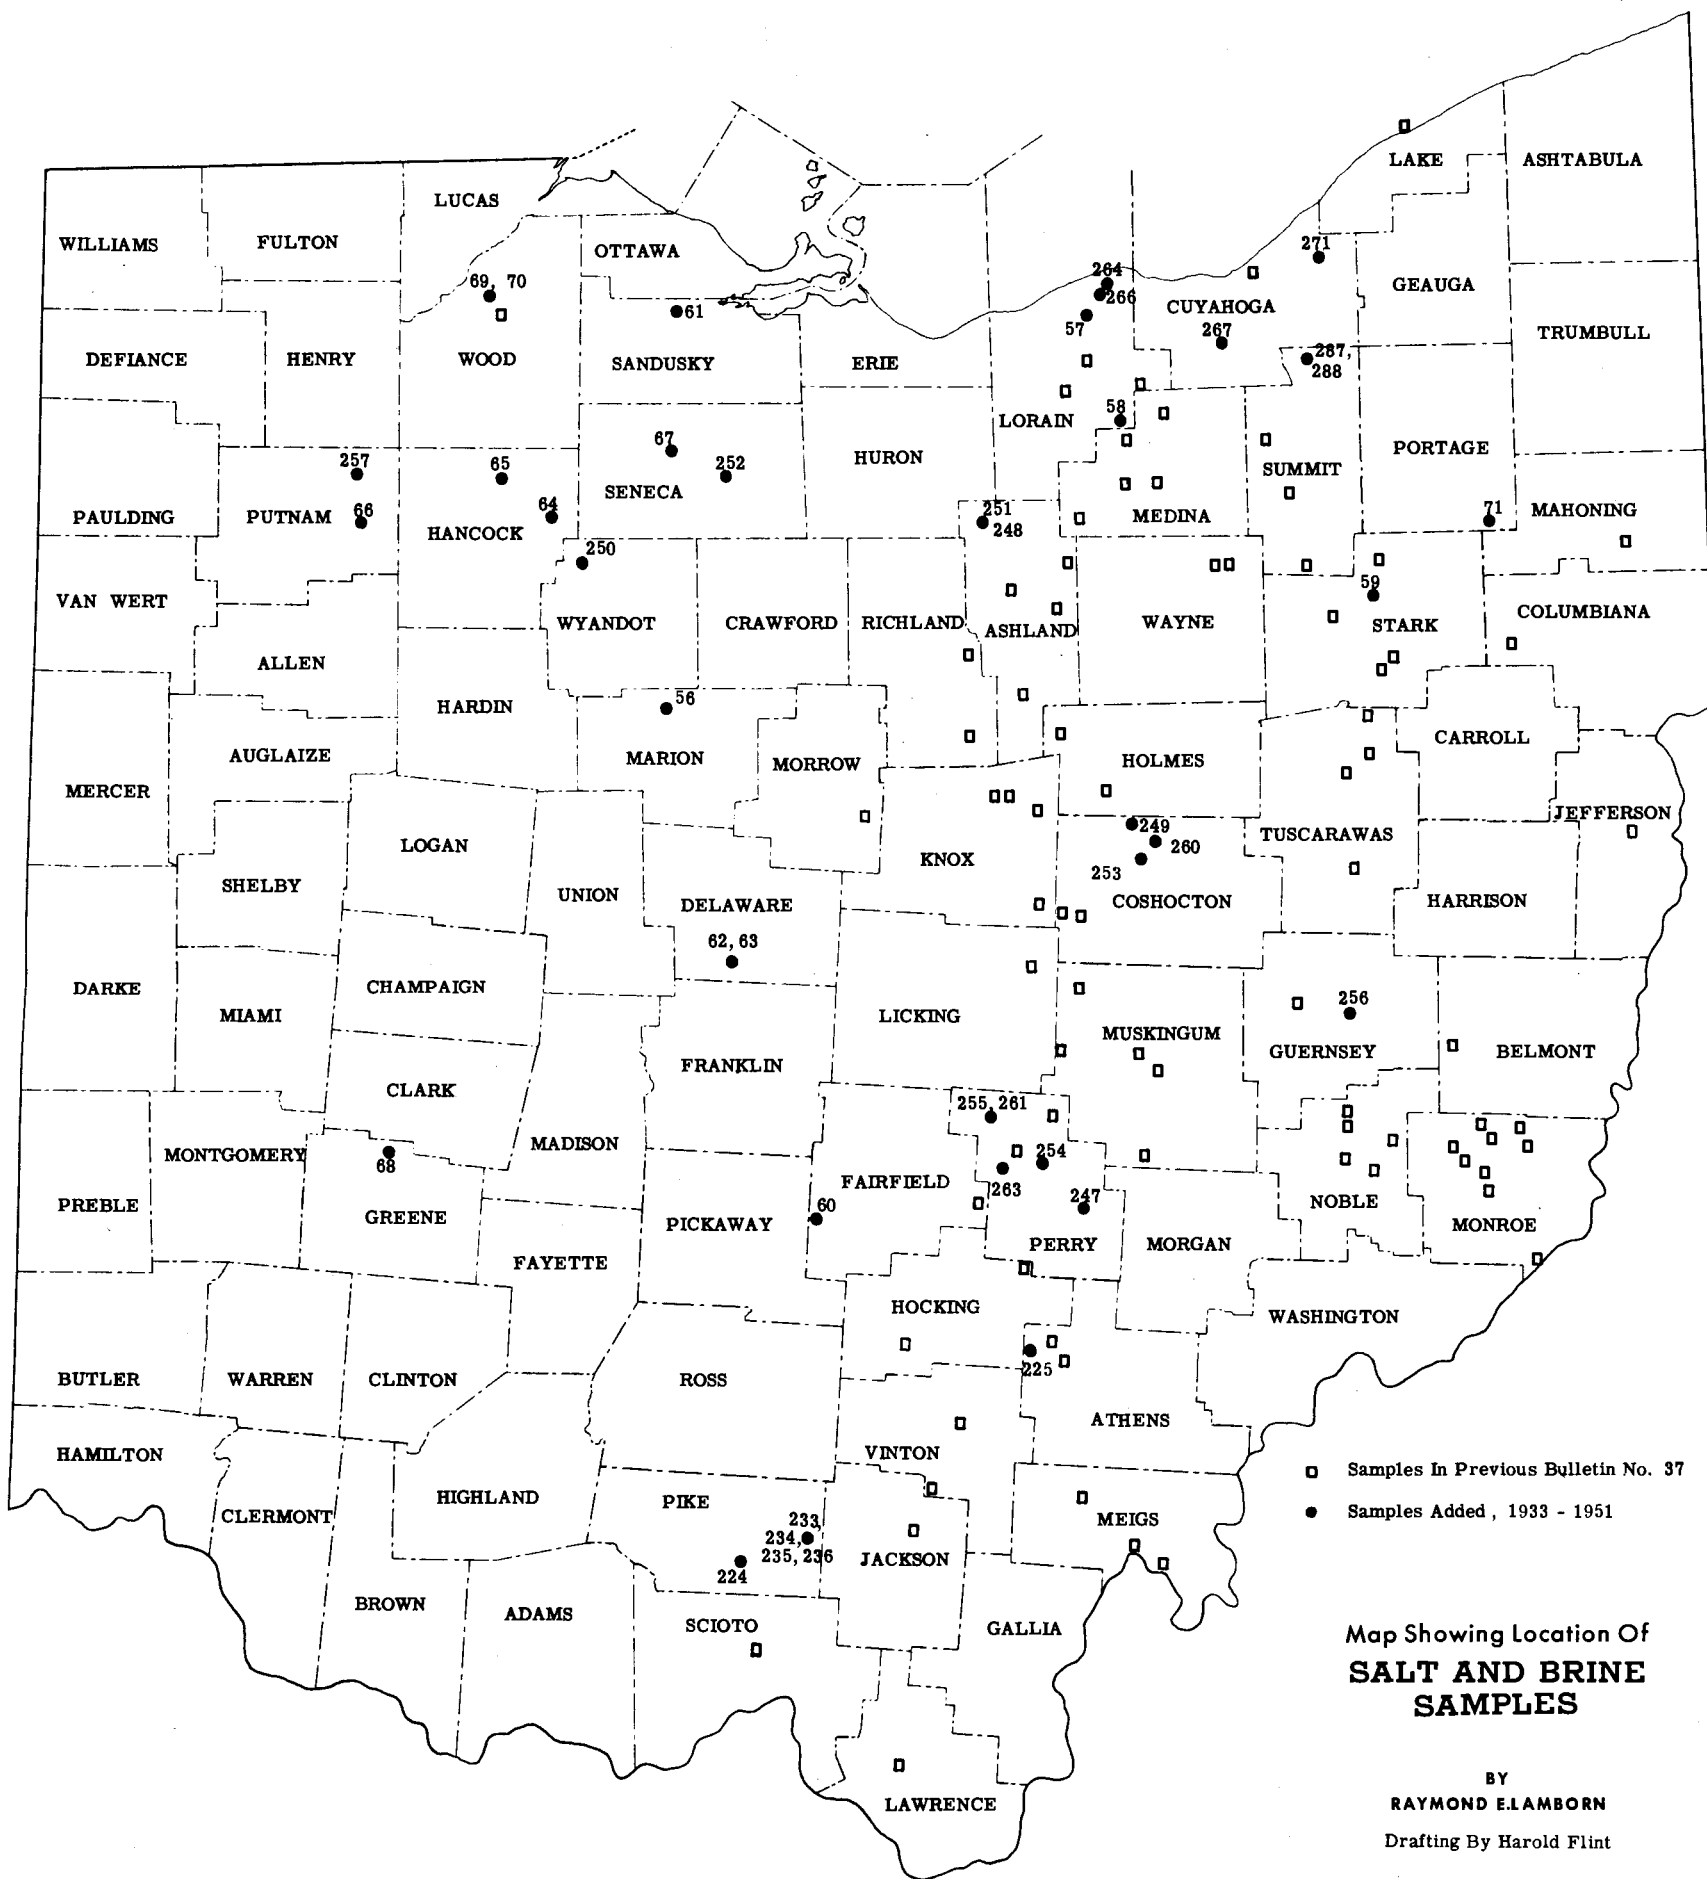 LAKE
ASHTABULA
LUCAS
WILLIAMS
FULTON
OTTAWA
271
264
266
69, 70
GEAUGA
61
57
CUYAHOGA
267
TRUMBULL
DEFIANCE
HENRY
WOOD
SANDUSKY
ERIE
287,
288
LORAIN
58
67
252
HURON
PORTAGE
257
65
SENECA
SUMMIT
PAULDING
PUTNAM
66
64
HANCOCK
251
248
MEDINA
71
MAHONING
250
59
VAN WERT
WYANDOT
CRAWFORD
RICHLAND
ASHLAND
WAYNE
STARK
COLUMBIANA
ALLEN
HARDIN
56
AUGLAIZE
MARION
MORROW
HOLMES
CARROLL
MERCER
JEFFERSON
LOGAN
249
260
253
TUSCARAWAS
KNOX
SHELBY
UNION
DELAWARE
COSHOCTON
HARRISON
62, 63
DARKE
CHAMPAIGN
MIAMI
LICKING
256
MUSKINGUM
GUERNSEY
BELMONT
FRANKLIN
CLARK
255, 261
MONTGOMERY
MADISON
68
254
263
FAIRFIELD
247
PREBLE
GREENE
60
PICKAWAY
NOBLE
MONROE
PERRY
MORGAN
FAYETTE
HOCKING
WASHINGTON
225
BUTLER
WARREN
CLINTON
ROSS
ATHENS
HAMILTON
VINTON
Samples In Previous Bulletin No. 37
HIGHLAND
PIKE
Samples Added, 1933 - 1951
CLERMONT
233,
234,
235, 236
MEIGS
224
JACKSON
BROWN
ADAMS
SCIOTO
GALLIA
Map Showing Location Of
SALT AND BRINE
SAMPLES
BY
RAYMOND E.LAMBORN
LAWRENCE
Drafting By Harold Flint